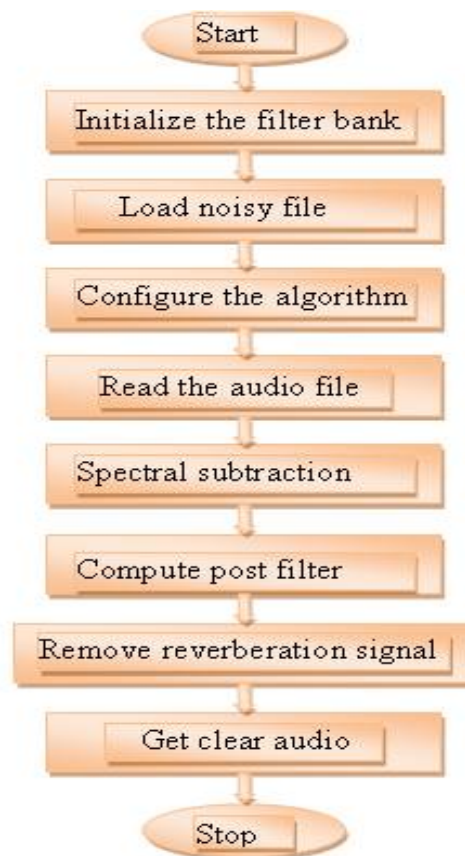 Start
Initialize the filter bank
Load noisy file
Configure the algorithm
Read the audio file
Spectral subtraction
Compute post filter
Remove reverberation signal
Get clear audio
Stop